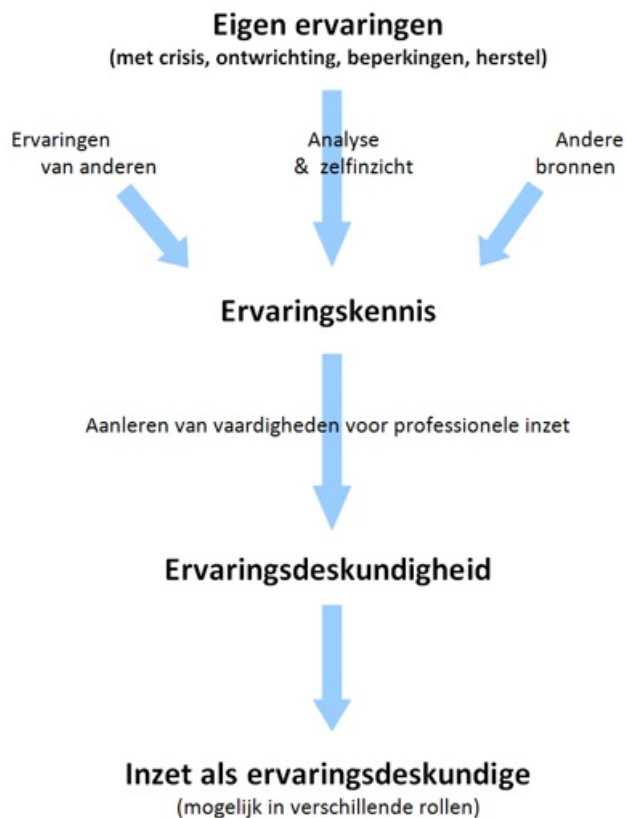 Eigen ervaringen
(met crisis, ontwrichting, beperkingen, herstel)
Ervaringen
van anderen
Analyse
& zelfinzicht
Andere
bronnen
Ervaringskennis
Aanleren van vaardigheden voor professionele inzet
Ervaringsdeskundigheid
Inzet als ervaringsdeskundige
(mogelijk in verschillende rollen)